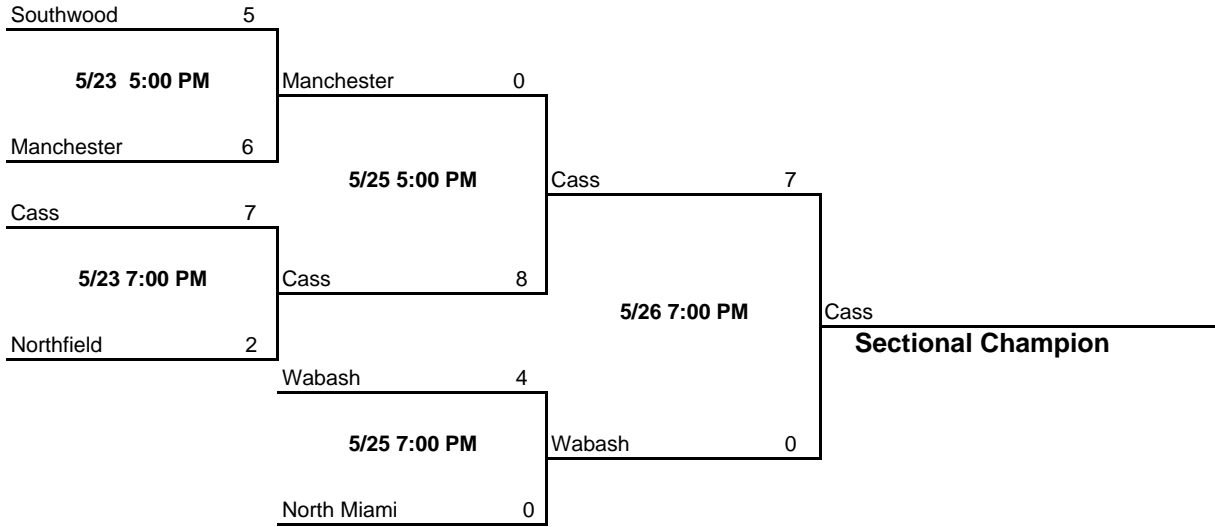 Southwood 5
5/23 5:00 PM
Manchester 0
Manchester 6
5/25 5:00 PM
Cass 7
Cass 7
5/23 7:00 PM
Cass 8
5/26 7:00 PM
Cass
Sectional Champion
Northfield 2
Wabash 4
5/25 7:00 PM
Wabash 0
North Miami 0